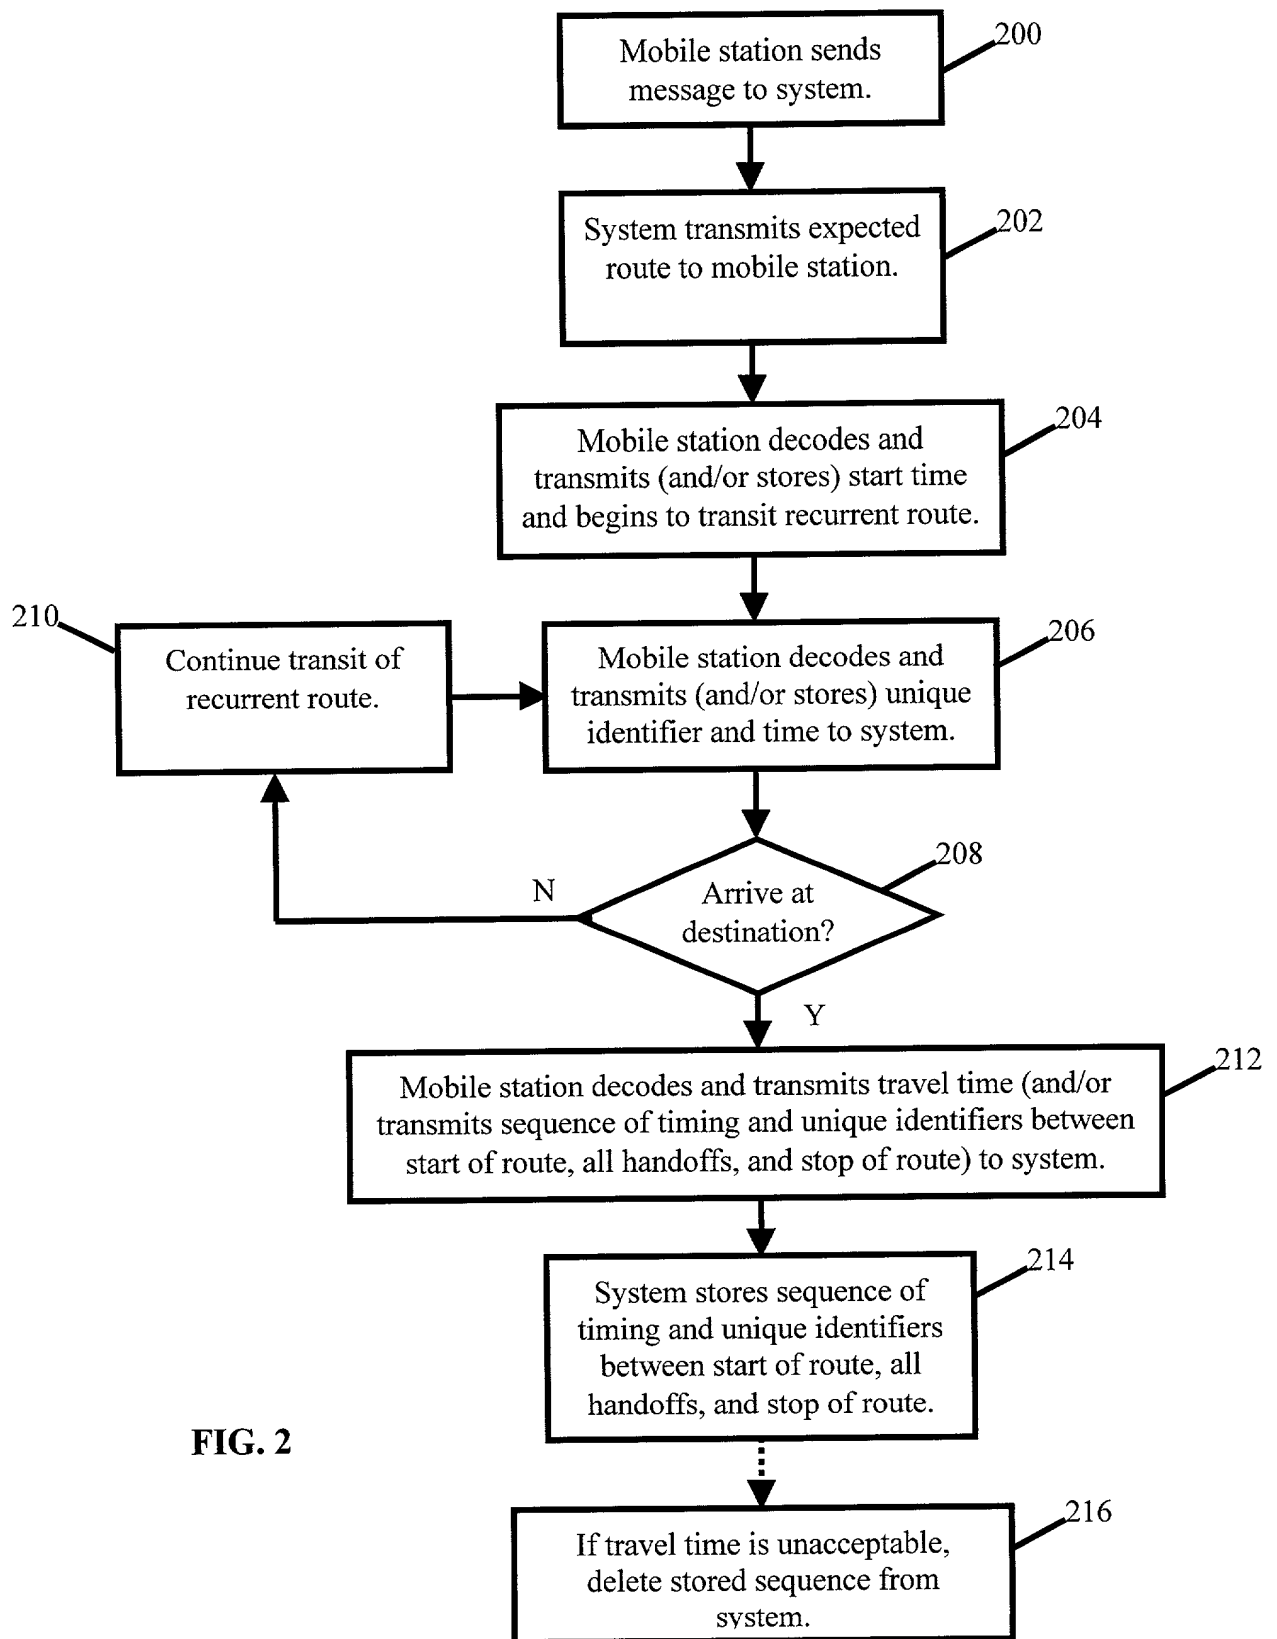 200
Mobile station sends
message to system.
202
System transmits expected
route to mobile station.
204
Mobile station decodes and
transmits (and/or stores) start time
and begins to transit recurrent route.
210
Continue transit of
recurrent route.
206
Mobile station decodes and
transmits (and/or stores) unique
identifier and time to system.
208
N
Arrive at
destination?
Y
212
Mobile station decodes and transmits travel time (and/or
transmits sequence of timing and unique identifiers between
start of route, all handoffs, and stop of route) to system.
214
System stores sequence of
timing and unique identifiers
between start of route, all
handoffs, and stop of route.
FIG. 2
216
If travel time is unacceptable,
delete stored sequence from
system.